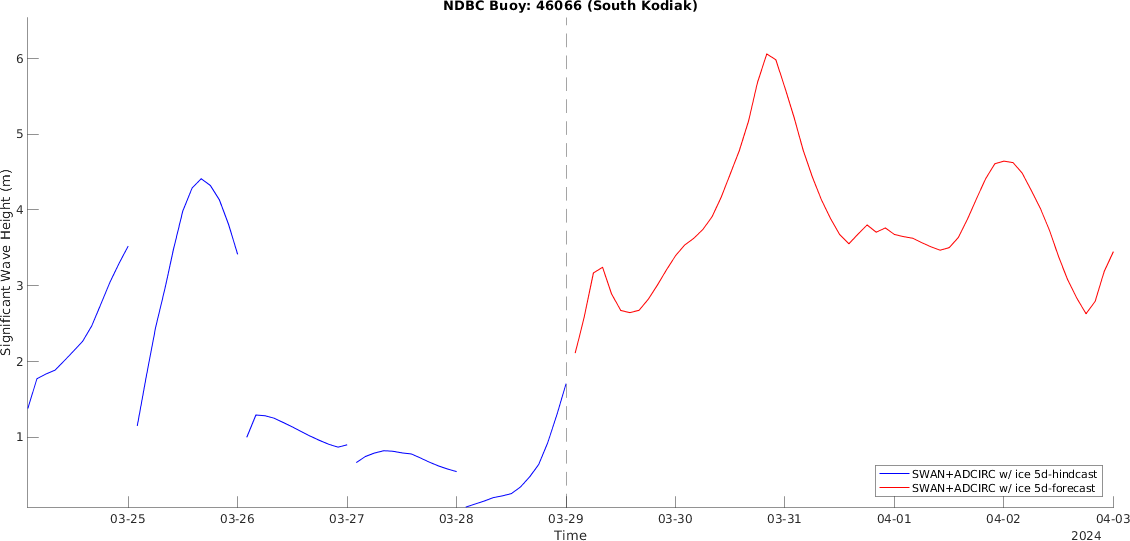 NDBC Buoy: 46066 (South Kodiak)
Significant Wave Height (m)
6
5
4
3
2
1
SWAN+ADCIRC w/ ice 5d-hindcast
SWAN+ADCIRC w/ ice 5d-forecast
03-25 03-26 03-27 03-28 03-29 03-30 03-31 04-01 04-02 04-03
Time
2024